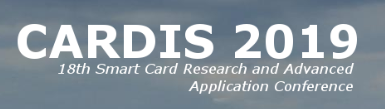 CARDIS 2019
18th Smart Card Research and Advanced
Application Conference